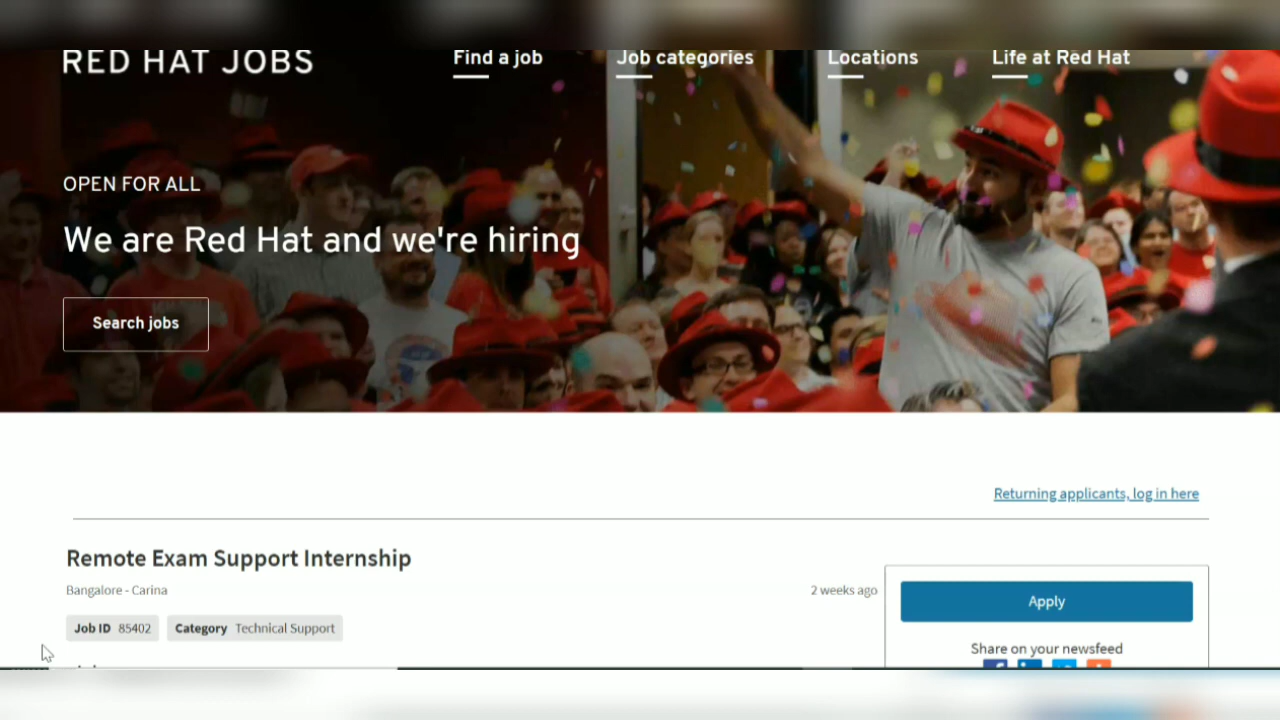 RED HAT JOBS
Find a job
Job categories
Locations
Life at Red Hat
OPEN FOR ALL
We are Red Hat and we're hiring
Search jobs
Returning applicants, log in here
Remote Exam Support Internship
Bangalore - Carina
2 weeks ago
Apply
Job ID 85402
Category Technical Support
Share on your newsfeed